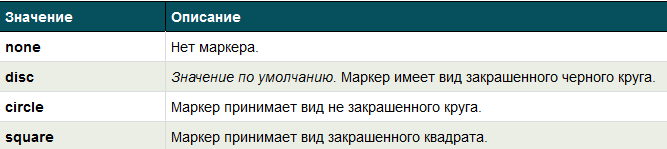 Значение Описание
none Нет маркера.
disc Значение по умолчанию. Маркер имеет вид закрашенного черного круга.
circle Маркер принимает вид не закрашенного круга.
square Маркер принимает вид закрашенного квадрата.